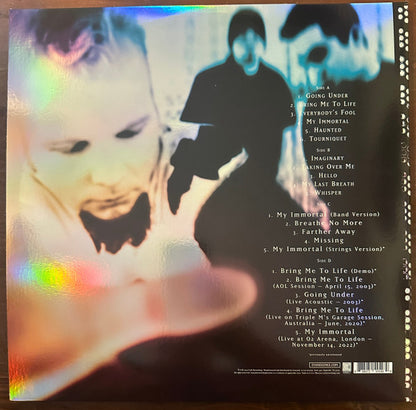 Side A
1. Going Under
2. Bring Me To Life
3. Everybody's Fool
4. My Immortal
5. Haunted
6. Tourniquet
Side B
1. Imaginary
2. Taking Over Me
3. Hello
4. My Last Breath
5. Whisper
C
1. My Immortal (Band Version)
2. Breathe No More
3. Farther Away
4. Missing
5. My Immortal (Strings Version)*
Side D
1. Bring Me To Life (Demo)*
2. Bring Me To Life
(AOL Session – April 15, 2003)*
3. Going Under
(Live Acoustic – 2003)*
4. Bring Me To Life
(Live on Triple M's Garage Session,
Australia – June, 2020)*
5. My Immortal
(Live at O2 Arena, London –
November 14, 2022)*
*previously unreleased